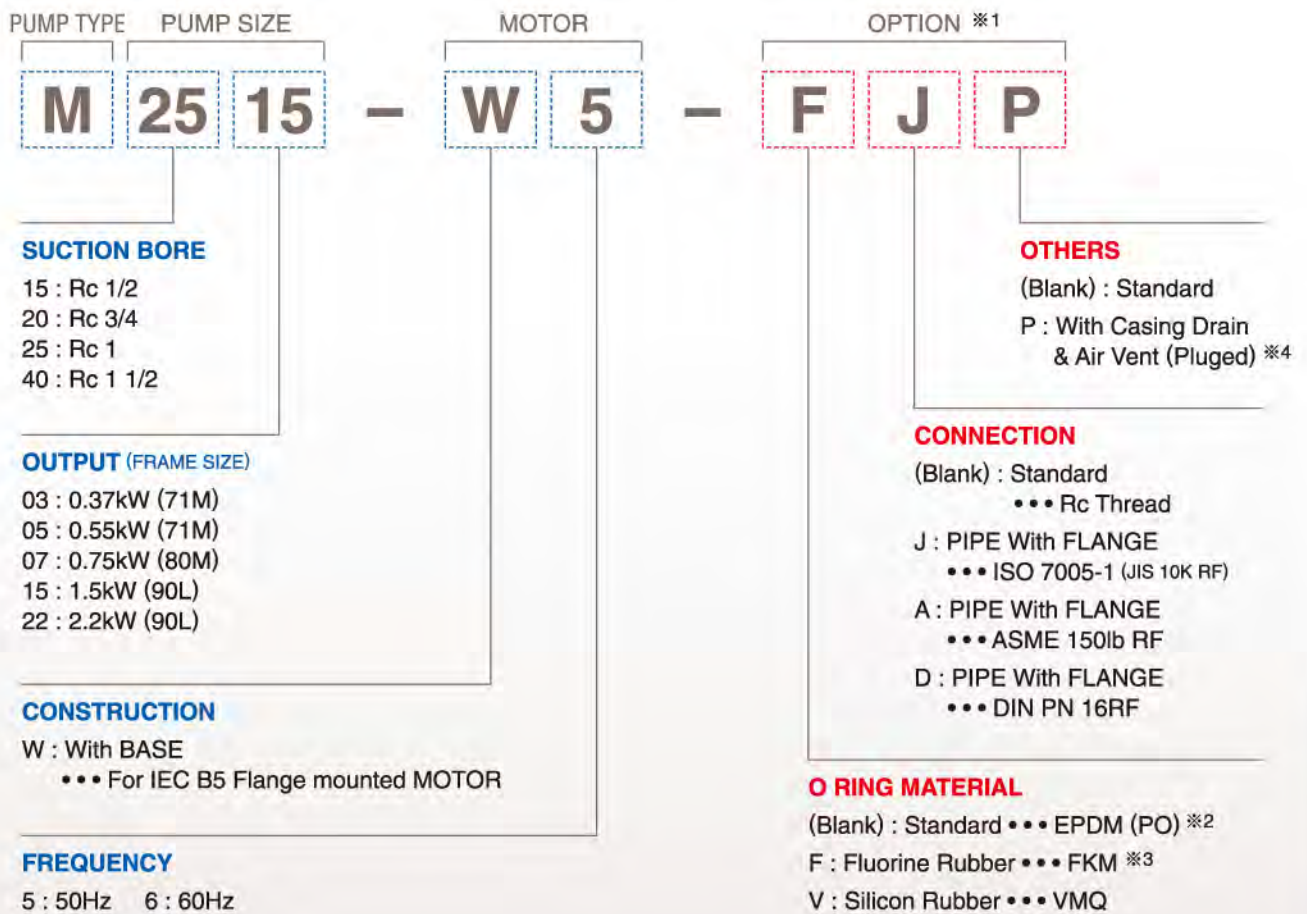 PUMP TYPE PUMP SIZE MOTOR OPTION ※1
M 25 15 – W 5 – F J P
SUCTION BORE
15 : Rc 1/2
20 : Rc 3/4
25 : Rc 1
40 : Rc 1 1/2
OUTPUT (FRAME SIZE)
03 : 0.37kW (71M)
05 : 0.55kW (71M)
07 : 0.75kW (80M)
15 : 1.5kW (90L)
22 : 2.2kW (90L)
CONSTRUCTION
W : With BASE
••• For IEC B5 Flange mounted MOTOR
FREQUENCY
5 : 50Hz 6 : 60Hz
OTHERS
(Blank) : Standard
P : With Casing Drain
& Air Vent (Pluged) ※4
CONNECTION
(Blank) : Standard
••• Rc Thread
J : PIPE With FLANGE
••• ISO 7005-1 (JIS 10K RF)
A : PIPE With FLANGE
••• ASME 150lb RF
D : PIPE With FLANGE
••• DIN PN 16RF
O RING MATERIAL
(Blank) : Standard ••• EPDM (PO) ※2
F : Fluorine Rubber ••• FKM ※3
V : Silicon Rubber ••• VMQ